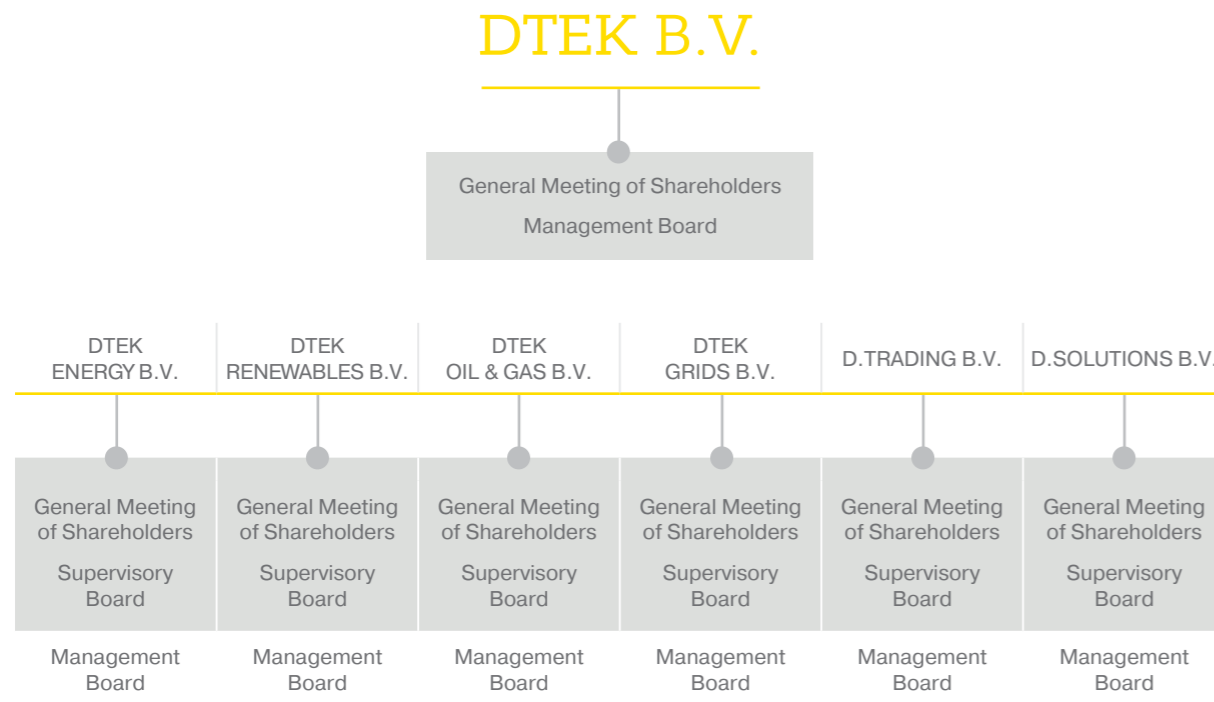 DTEK B.V.
General Meeting of Shareholders
Management Board
DTEK
ENERGY B.V.
DTEK
RENEWABLES B.V.
DTEK
OIL & GAS B.V.
DTEK
GRIDS B.V.
D.TRADING B.V.
D.SOLUTIONS B.V.
General Meeting
of Shareholders
Supervisory
Board
Management
Board
General Meeting
of Shareholders
Supervisory
Board
Management
Board
General Meeting
of Shareholders
Supervisory
Board
Management
Board
General Meeting
of Shareholders
Supervisory
Board
Management
Board
General Meeting
of Shareholders
Supervisory
Board
Management
Board
General Meeting
of Shareholders
Supervisory
Board
Management
Board